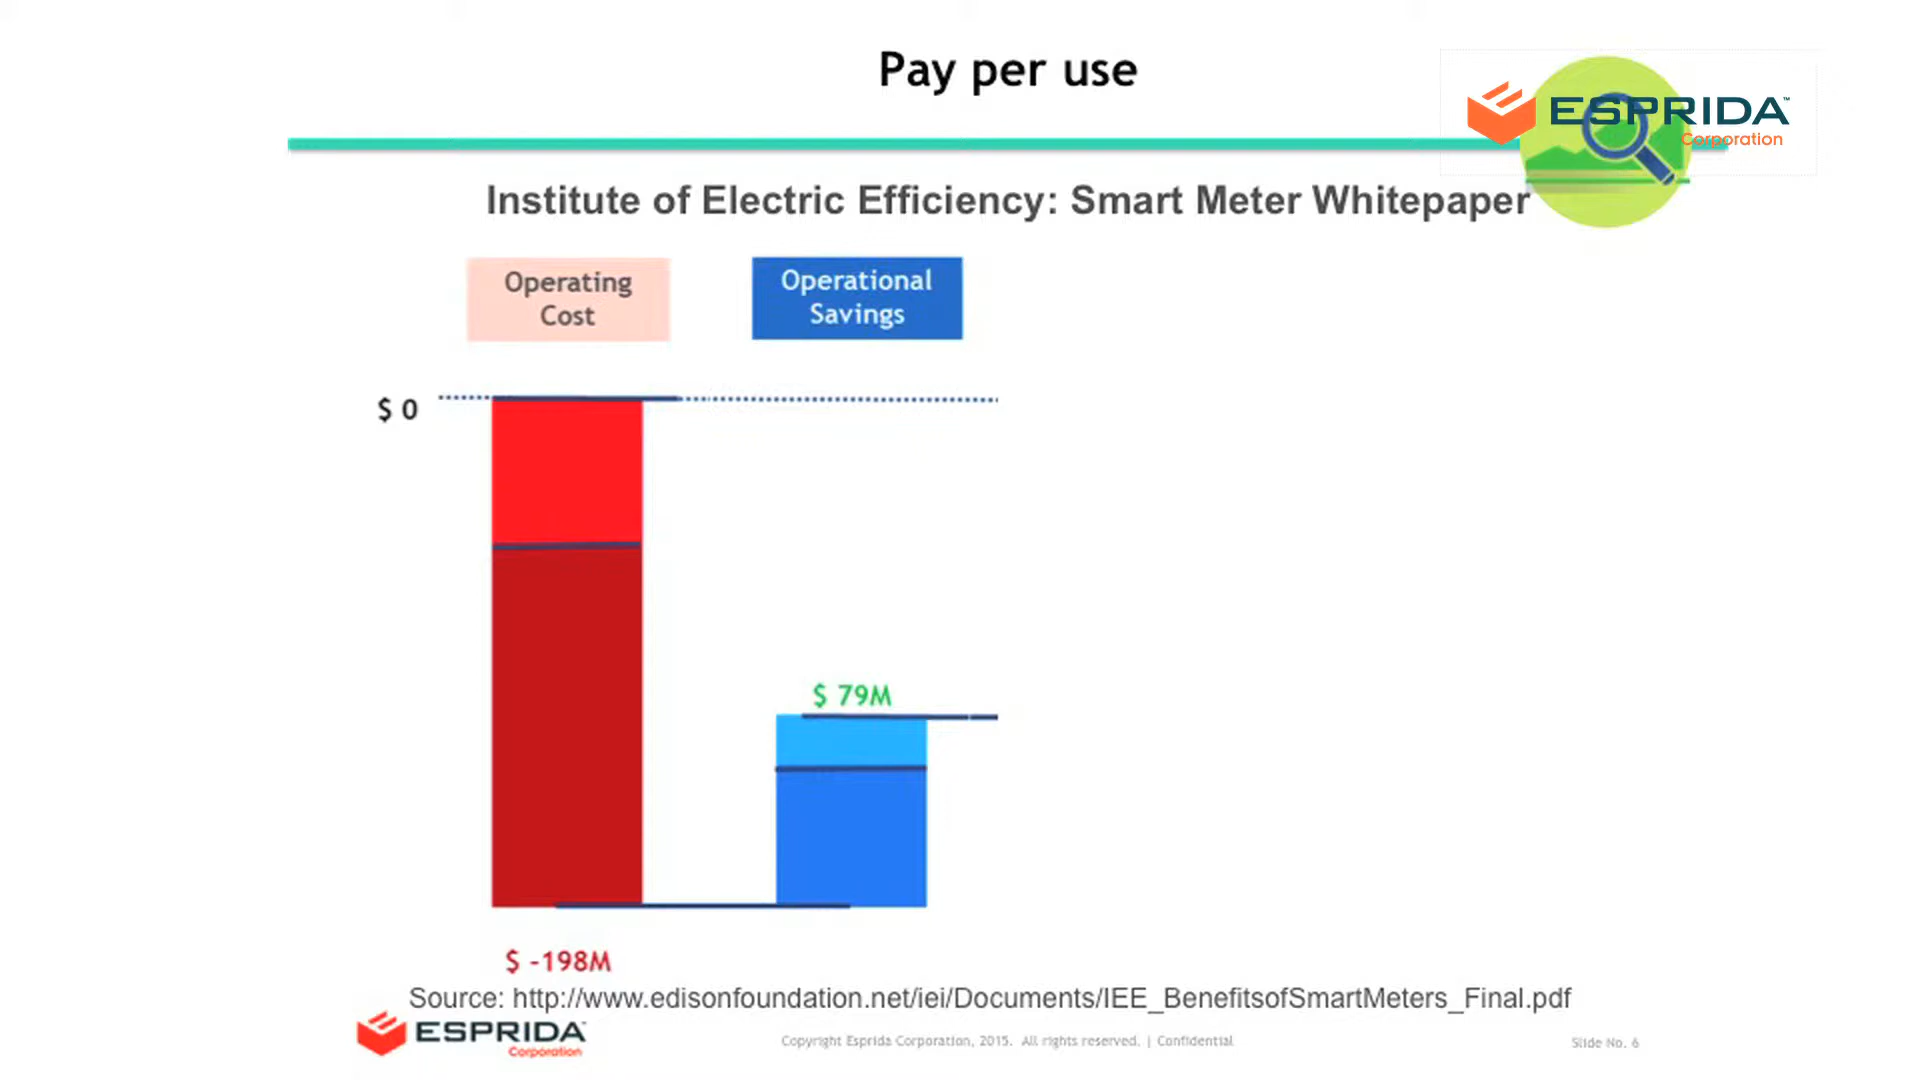 Pay per use
ESPRIDA™
Corporation
Institute of Electric Efficiency: Smart Meter Whitepaper
Operating
Cost
Operational
Savings
$ 0
$ 79M
$ -198M
Source: http://www.edisonfoundation.net/iei/Documents/IEE_BenefitsofSmartMeters_Final.pdf
ESPRIDA™
Corporation
Copyright Esprida Corporation, 2015. All rights reserved. | Confidential
Slide No. 6